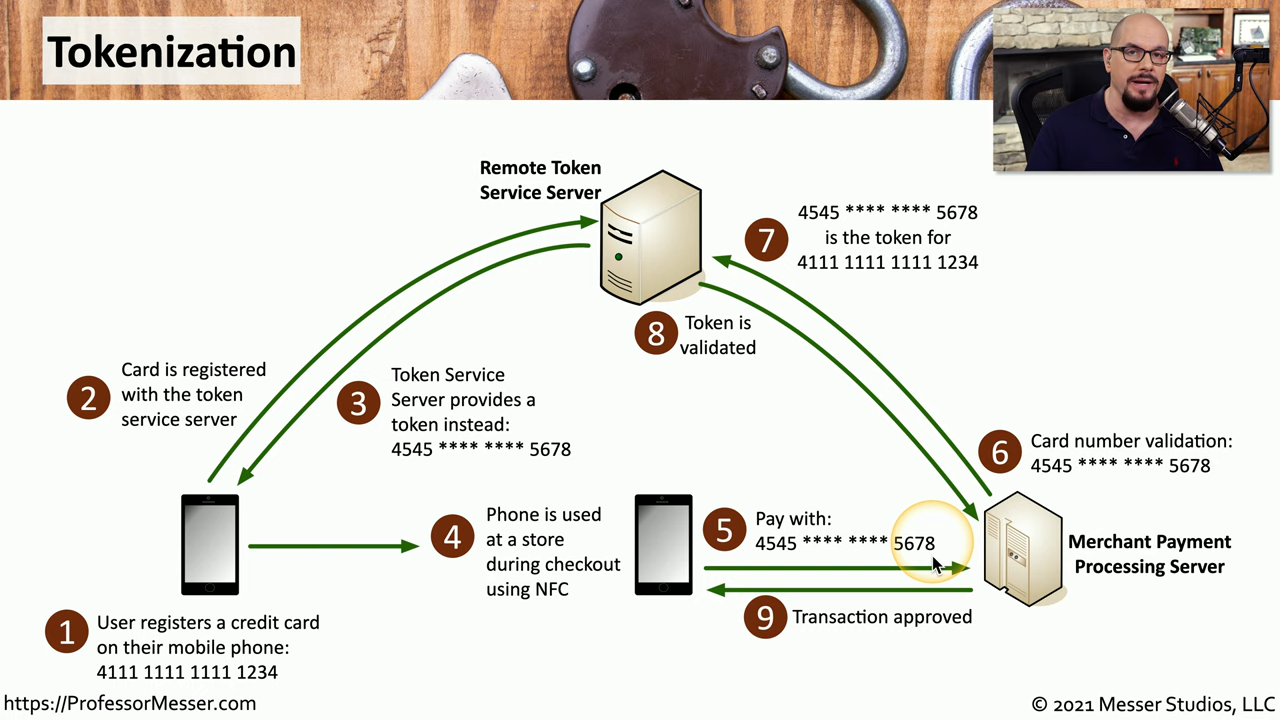 Tokenization
Remote Token
Service Server
7
4545 **** **** 5678
is the token for
4111 1111 1111 1234
8
Token is
validated
2
Card is registered
with the token
service server
3
Token Service
Server provides a
token instead:
4545 **** **** 5678
6
Card number validation:
4545 **** **** 5678
4
Phone is used
at a store
during checkout
using NFC
5
Pay with:
4545 **** **** 5678
Merchant Payment
Processing Server
9
Transaction approved
1
User registers a credit card
on their mobile phone:
4111 1111 1111 1234
https://ProfessorMesser.com
© 2021 Messer Studios, LLC